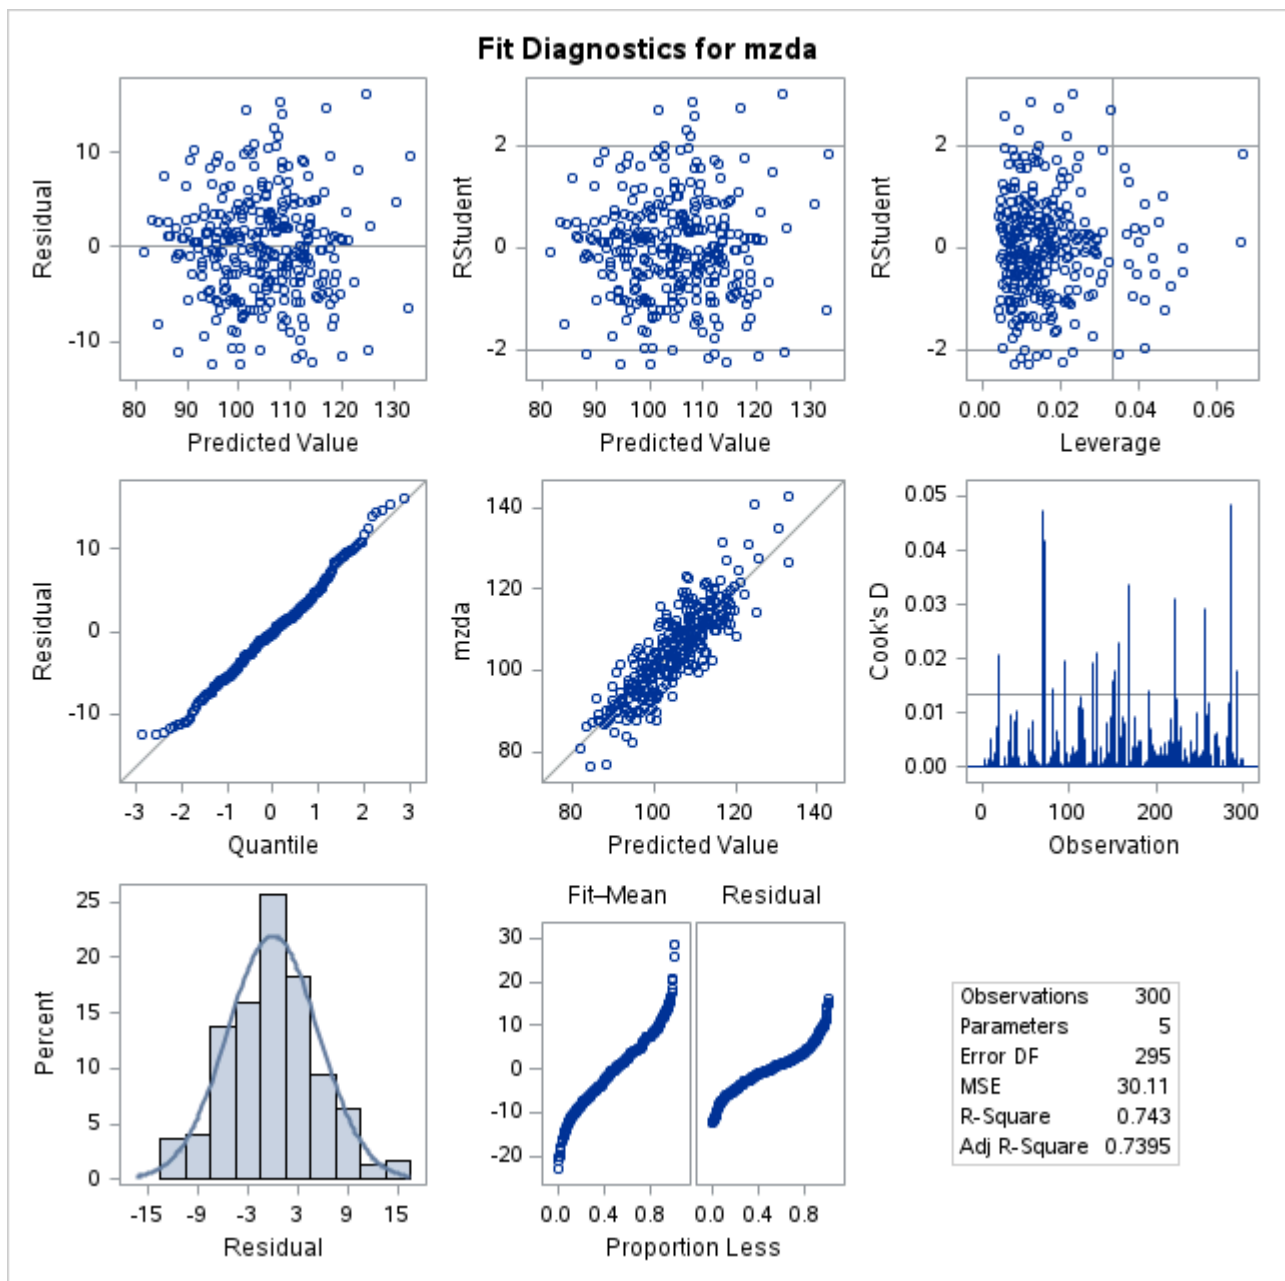 Fit Diagnostics for mzda
Residual
10
0
-10
80 90 100 110 120 130
Predicted Value
RStudent
2
0
-2
80 90 100 110 120 130
Predicted Value
RStudent
2
0
-2
0.00 0.02 0.04 0.06
Leverage
Residual
10
0
-10
-3 -2 -1 0 1 2 3
Quantile
mzda
140
120
100
80
80 100 120 140
Predicted Value
Cook's D
0.05
0.04
0.03
0.02
0.01
0.00
0 100 200 300
Observation
Percent
25
20
15
10
5
0
-15 -9 -3 3 9 15
Residual
Fit–Mean Residual
30
20
10
0
-10
-20
0.0 0.4 0.8 0.0 0.4 0.8
Proportion Less
Observations 300
Parameters 5
Error DF 295
MSE 30.11
R-Square 0.743
Adj R-Square 0.7395